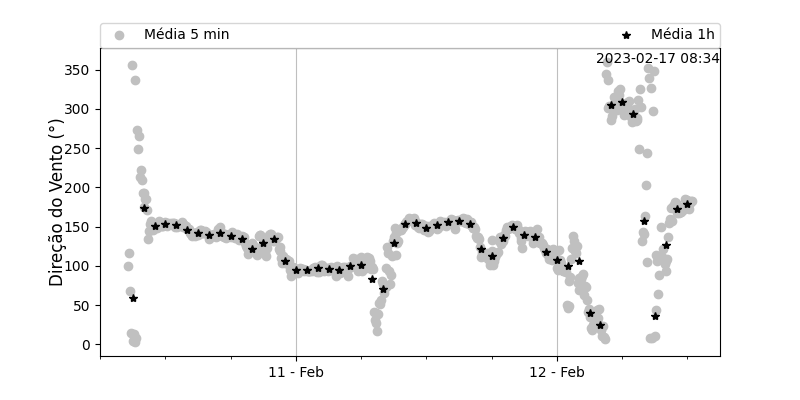 Média 5 min
Média 1h
2023-02-17 08:34
Direção do Vento (°)
350
300
250
200
150
100
50
0
11 - Feb
12 - Feb